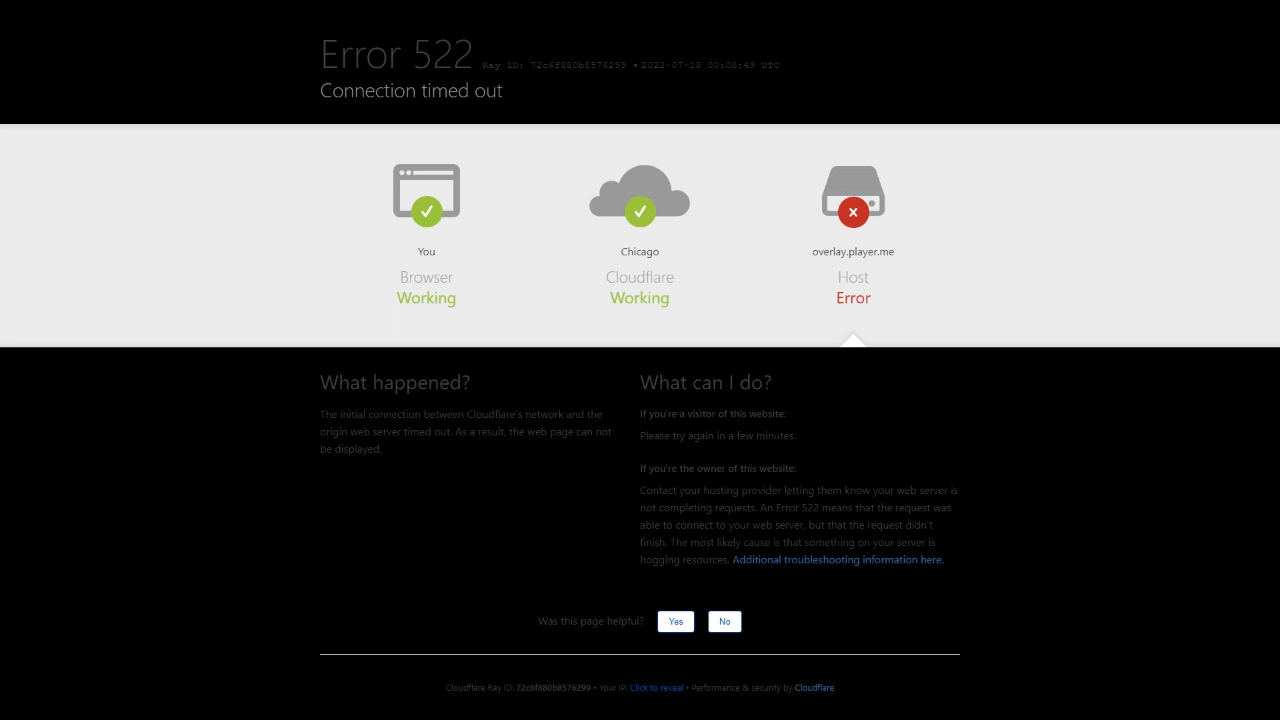 Error 522 Ray ID: 72c6f880b8576299 • 2022-07-18 00:06:49 UTC
Connection timed out
You
Browser
Working
Chicago
Cloudflare
Working
overlay.player.me
Host
Error
What happened?
The initial connection between Cloudflare's network and the
origin web server timed out. As a result, the web page can not
be displayed.
What can I do?
If you're a visitor of this website:
Please try again in a few minutes.
If you're the owner of this website:
Contact your hosting provider letting them know your web server is
not completing requests. An Error 522 means that the request was
able to connect to your web server, but that the request didn't
finish. The most likely cause is that something on your server is
hogging resources. Additional troubleshooting information here.
Was this page helpful? Yes No
Cloudflare Ray ID: 72c6f880b8576299 • Your IP: Click to reveal • Performance & security by Cloudflare